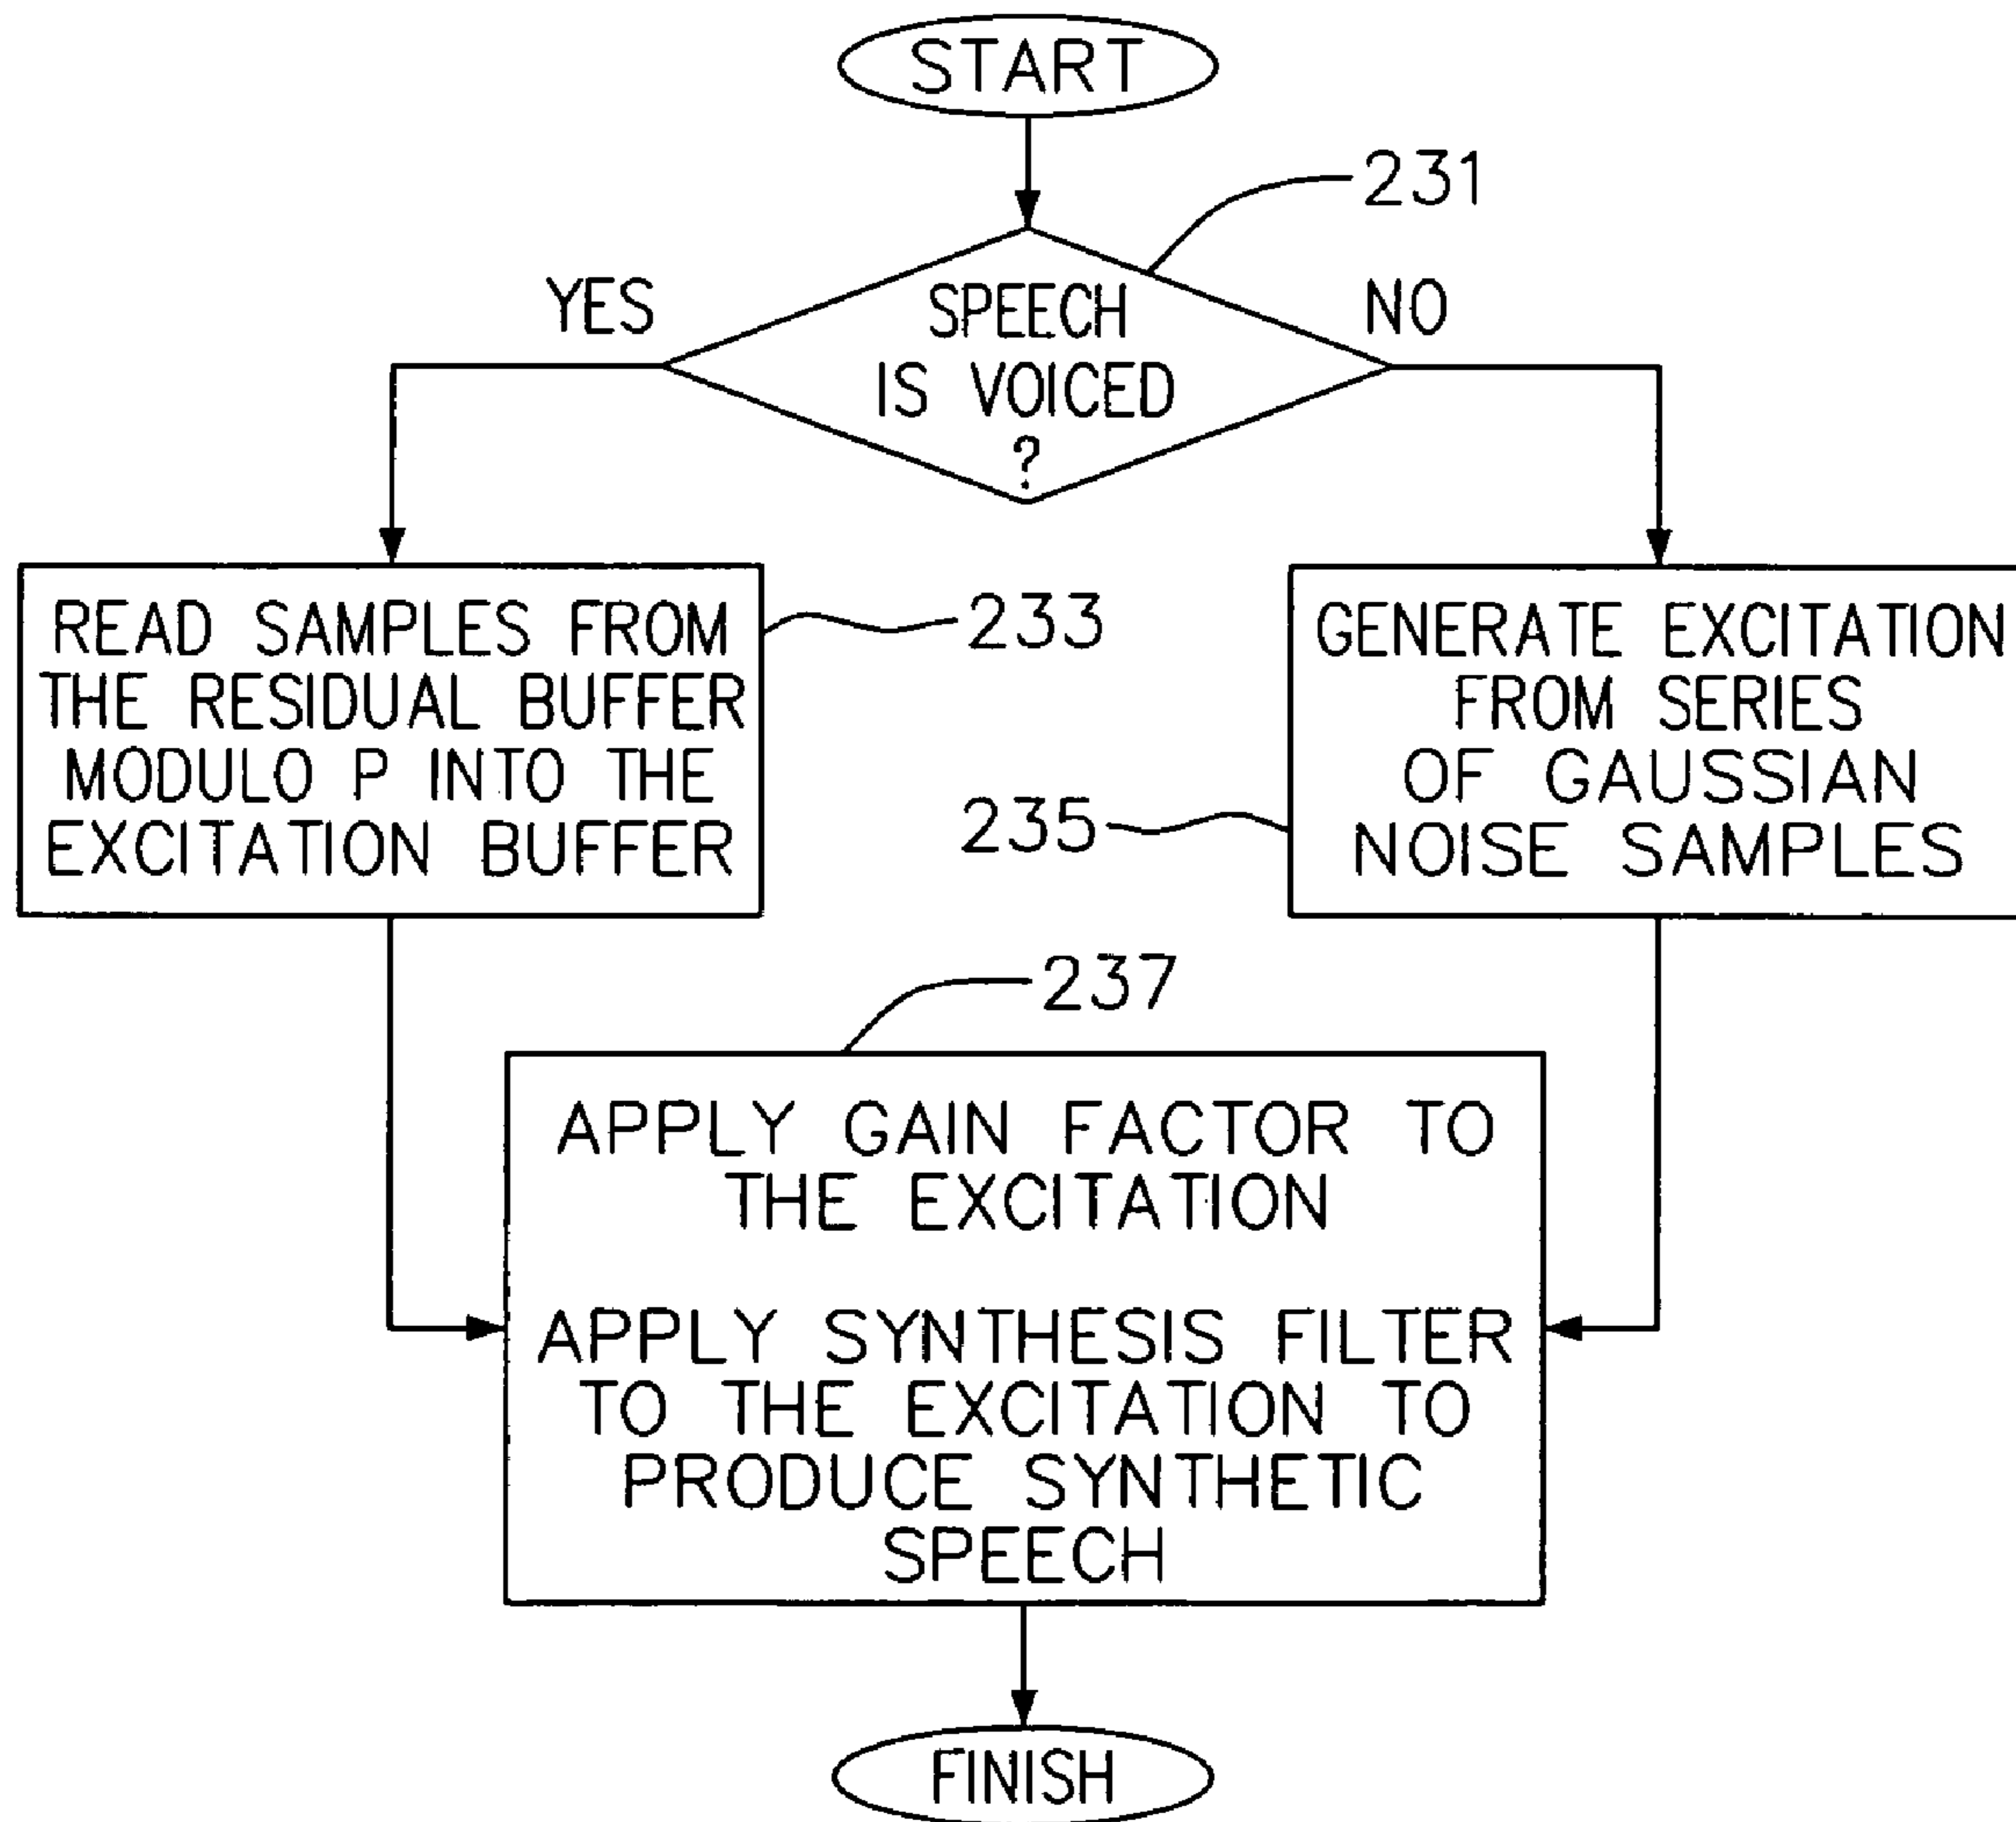 START
231
YES
NO
SPEECH
IS VOICED
?
READ SAMPLES FROM
THE RESIDUAL BUFFER
MODULO P INTO THE
EXCITATION BUFFER
233
GENERATE EXCITATION
FROM SERIES
OF GAUSSIAN
NOISE SAMPLES
235
237
APPLY GAIN FACTOR TO
THE EXCITATION
APPLY SYNTHESIS FILTER
TO THE EXCITATION TO
PRODUCE SYNTHETIC
SPEECH
FINISH